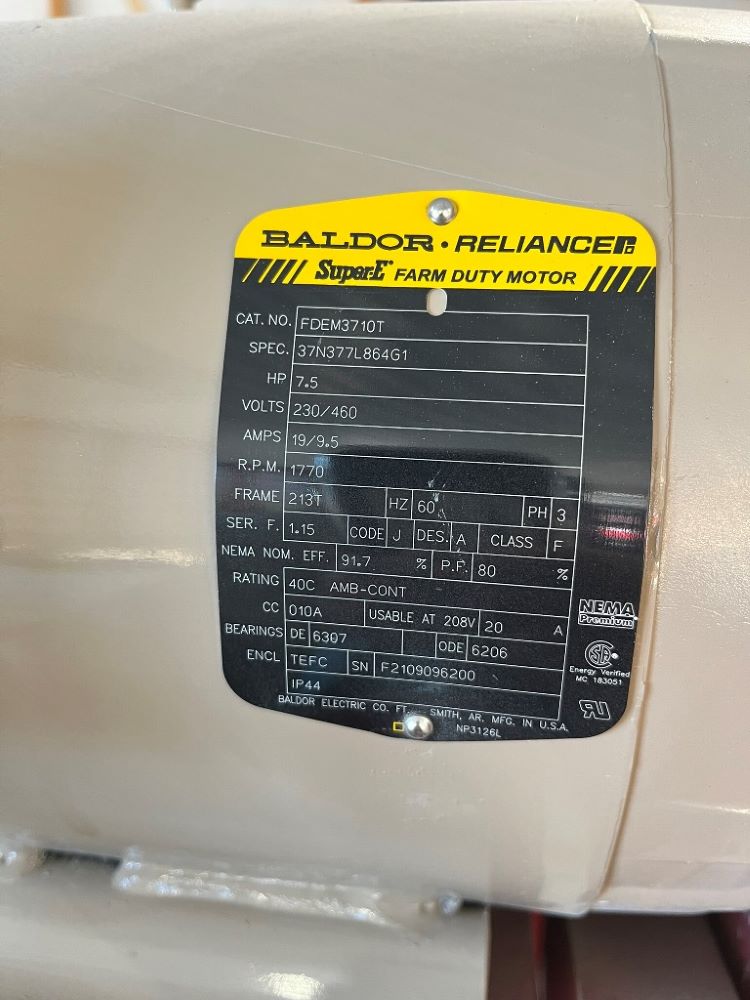 BALDOR • RELIANCE
Super-E FARM DUTY MOTOR
CAT. NO. FDEM3710T
SPEC. 37N377L864G1
HP 7.5
VOLTS 230/460
AMPS 19/9.5
R.P.M. 1770
FRAME 213T HZ 60 PH 3
SER. F. 1.15 CODE J DES. A CLASS F
NEMA NOM. EFF. 91.7 % P.F. 80 %
RATING 40C AMB-CONT
CC 010A USABLE AT 208V 20 A
BEARINGS DE 6307 ODE 6206
ENCL TEFC SN F2109096200
IP44
BALDOR ELECTRIC CO. FT. SMITH, AR. MFG. IN U.S.A.
NP3126L
NEMA
Premium
Energy Verified
MC 183051